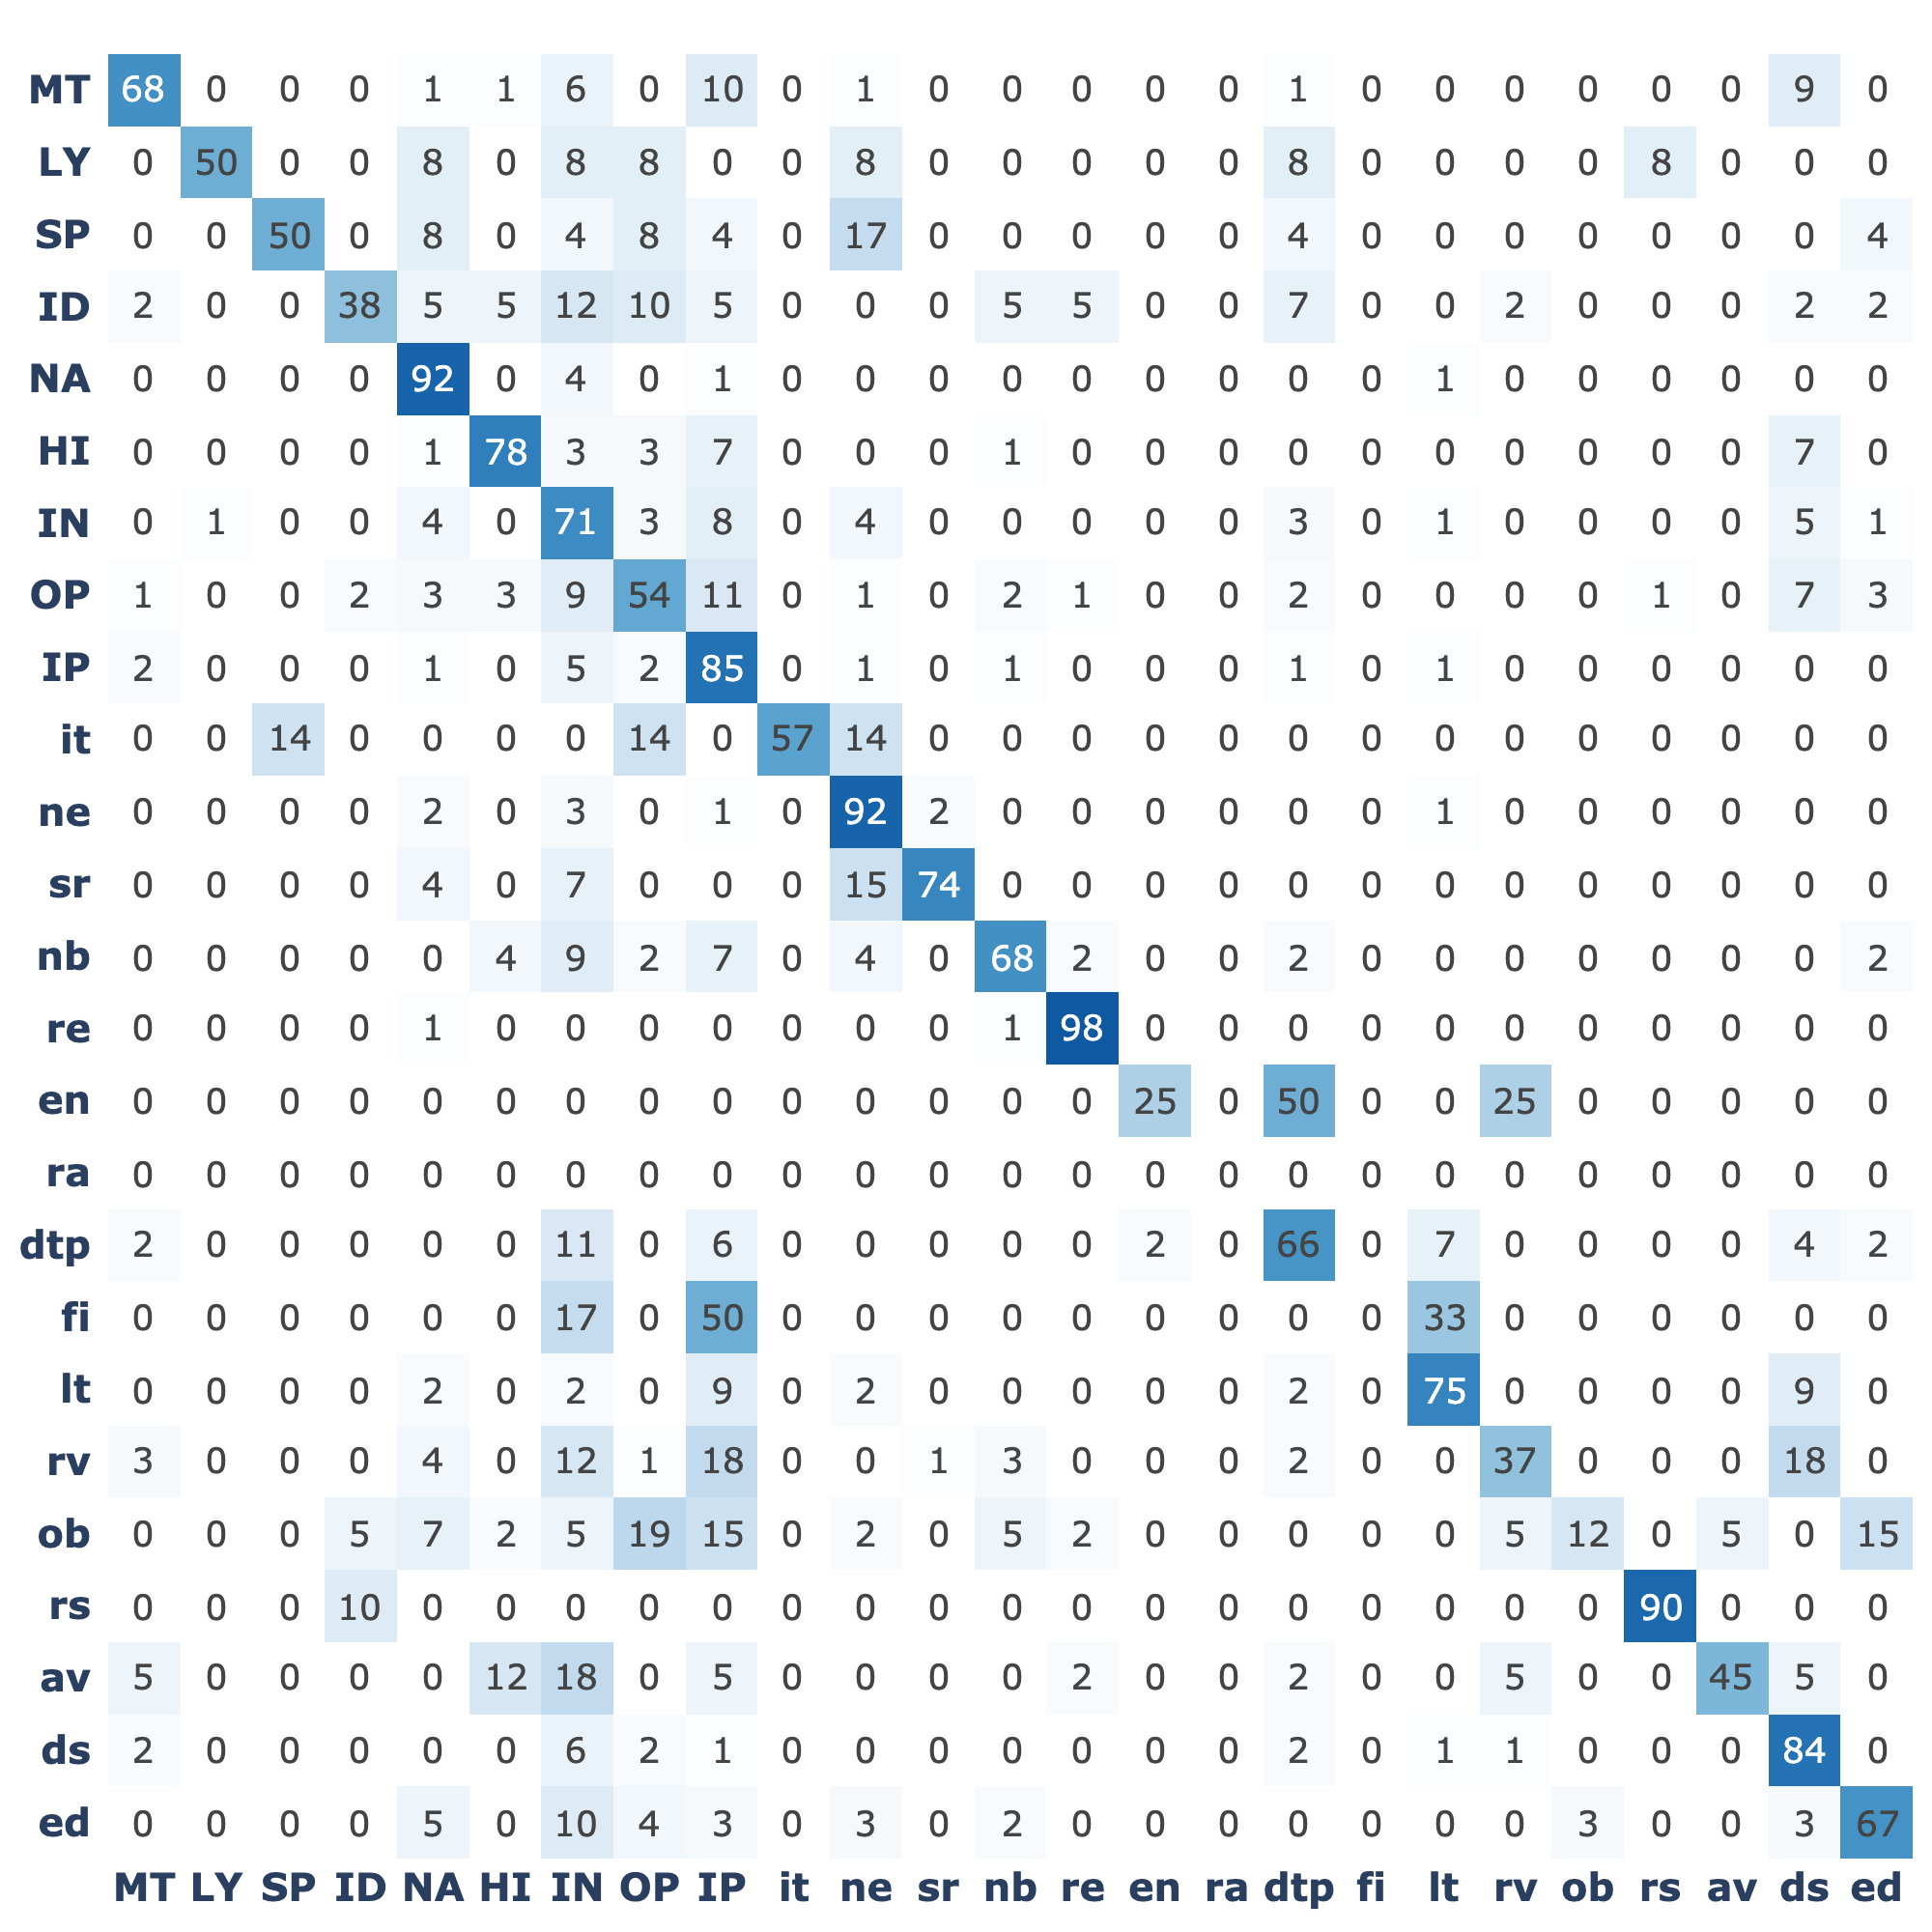 MT 68 0 0 0 1 1 6 0 10 0 1 0 0 0 0 0 1 0 0 0 0 0 0 9 0
LY 0 50 0 0 8 0 8 8 0 0 8 0 0 0 0 0 8 0 0 0 0 8 0 0 0
SP 0 0 50 0 8 0 4 8 4 0 17 0 0 0 0 0 4 0 0 0 0 0 0 0 4
ID 2 0 0 38 5 5 12 10 5 0 0 0 5 5 0 0 7 0 0 2 0 0 0 2 2
NA 0 0 0 0 92 0 4 0 1 0 0 0 0 0 0 0 0 0 1 0 0 0 0 0 0
HI 0 0 0 0 1 78 3 3 7 0 0 0 1 0 0 0 0 0 0 0 0 0 0 7 0
IN 0 1 0 0 4 0 71 3 8 0 4 0 0 0 0 0 3 0 1 0 0 0 0 5 1
OP 1 0 0 2 3 3 9 54 11 0 1 0 2 1 0 0 2 0 0 0 0 1 0 7 3
IP 2 0 0 0 1 0 5 2 85 0 1 0 1 0 0 0 1 0 1 0 0 0 0 0 0
it 0 0 14 0 0 0 0 14 0 57 14 0 0 0 0 0 0 0 0 0 0 0 0 0 0
ne 0 0 0 0 2 0 3 0 1 0 92 2 0 0 0 0 0 0 1 0 0 0 0 0 0
sr 0 0 0 0 4 0 7 0 0 0 15 74 0 0 0 0 0 0 0 0 0 0 0 0 0
nb 0 0 0 0 0 4 9 2 7 0 4 0 68 2 0 0 2 0 0 0 0 0 0 0 2
re 0 0 0 0 1 0 0 0 0 0 0 0 1 98 0 0 0 0 0 0 0 0 0 0 0
en 0 0 0 0 0 0 0 0 0 0 0 0 0 0 25 0 50 0 0 25 0 0 0 0 0
ra 0 0 0 0 0 0 0 0 0 0 0 0 0 0 0 0 0 0 0 0 0 0 0 0 0
dtp 2 0 0 0 0 0 11 0 6 0 0 0 0 0 2 0 66 0 7 0 0 0 0 4 2
fi 0 0 0 0 0 0 17 0 50 0 0 0 0 0 0 0 0 0 33 0 0 0 0 0 0
lt 0 0 0 0 2 0 2 0 9 0 2 0 0 0 0 0 2 0 75 0 0 0 0 9 0
rv 3 0 0 0 4 0 12 1 18 0 0 1 3 0 0 0 2 0 0 37 0 0 0 18 0
ob 0 0 0 5 7 2 5 19 15 0 2 0 5 2 0 0 0 0 0 5 12 0 5 0 15
rs 0 0 0 10 0 0 0 0 0 0 0 0 0 0 0 0 0 0 0 0 0 90 0 0 0
av 5 0 0 0 0 12 18 0 5 0 0 0 0 2 0 0 2 0 0 5 0 0 45 5 0
ds 2 0 0 0 0 0 6 2 1 0 0 0 0 0 0 0 2 0 1 1 0 0 0 84 0
ed 0 0 0 0 5 0 10 4 3 0 3 0 2 0 0 0 0 0 0 0 3 0 0 3 67
MT LY SP ID NA HI IN OP IP it ne sr nb re en ra dtp fi lt rv ob rs av ds ed